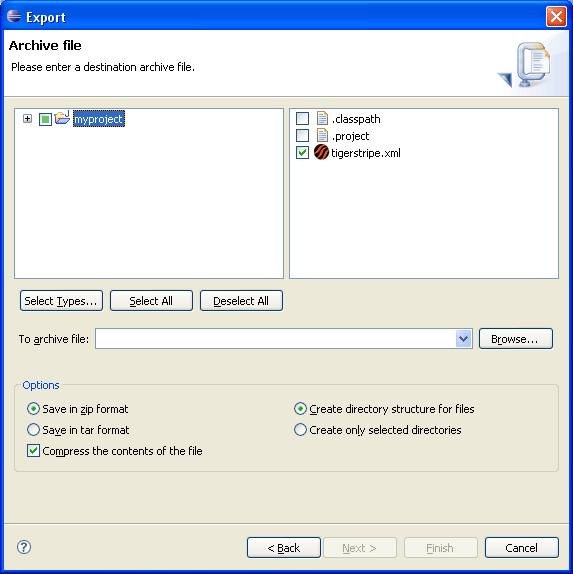 Export
Archive file
Please enter a destination archive file.
myproject
.classpath
.project
tigerstripe.xml
Select Types...
Select All
Deselect All
To archive file:
Browse...
Options
Save in zip format
Create directory structure for files
Save in tar format
Create only selected directories
Compress the contents of the file
?
< Back
Next >
Finish
Cancel